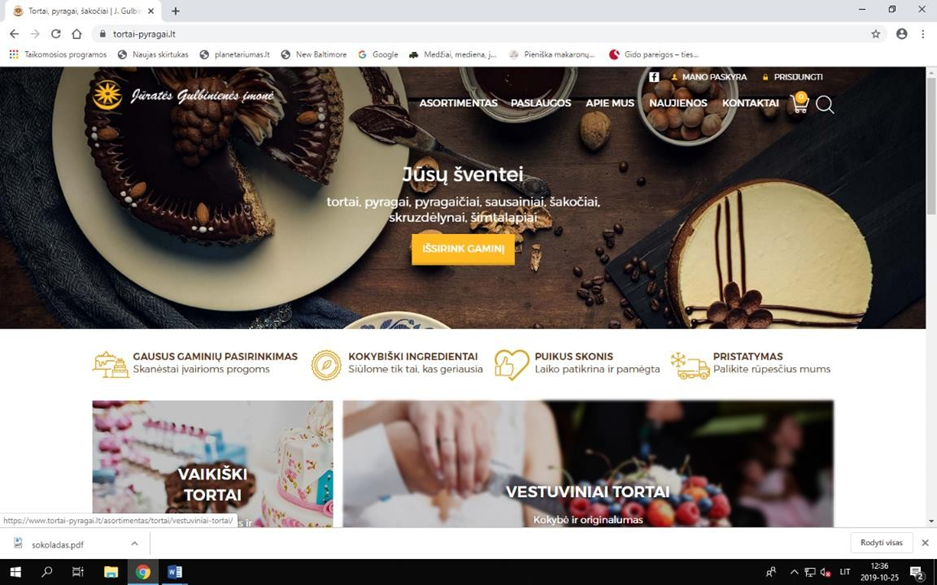 Tortai, pyragai, šakočiai | J. Gulbi
tortai-pyragai.lt
Taikomosios programos
Naujas skirtukas
planetariumas.lt
New Baltimore
Google
Medžiai, mediena, j...
Pieniška makaronų...
Gido pareigos – ties...
MANO PASKYRA
PRISIJUNGTI
Jūratės Gulbinienės įmonė
ASORTIMENTAS
PASLAUGOS
APIE MUS
NAUJIENOS
KONTAKTAI
0
Jūsų šventei
tortai, pyragai, pyragaičiai, sausainiai, šakočiai,
skruzdėlynai, šimtalapiai
IŠSIRINK GAMINĮ
GAUSUS GAMINIŲ PASIRINKIMAS
Skanėstai įvairioms progoms
KOKYBIŠKI INGREDIENTAI
Siūlome tik tai, kas geriausia
PUIKUS SKONIS
Laiko patikrina ir pamėgta
PRISTATYMAS
Palikite rūpesčius mums
VAIKIŠKI
TORTAI
s ir
VESTUVINIAI TORTAI
Kokybė ir originalumas
https://www.tortai-pyragai.lt/asortimentas/tortai/vestuviniai-tortai/
sokoladas.pdf
Rodyti visas
LIT
12:36
2019-10-25
2